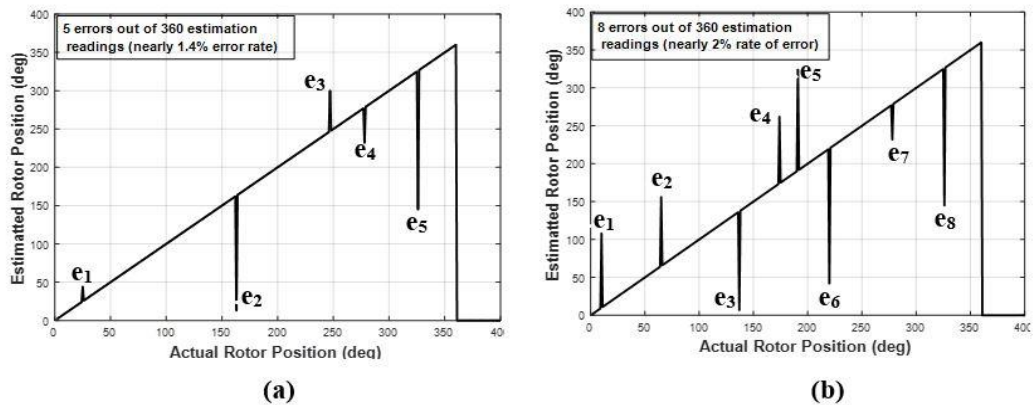 5 errors out of 360 estimation
readings (nearly 1.4% error rate)
400
350
300
250
200
150
100
50
0
Estimatted Rotor Position (deg)
e1
e2
e3
e4
e5
0
50
100
150
200
250
300
350
40
Actual Rotor Position (deg)
(a)
8 errors out of 360 estimation
readings (nearly 2% rate of error)
400
350
300
250
200
150
100
50
0
Estimatted Rotor Position (deg)
e1
e2
e3
e4
e5
e6
e7
e8
0
50
100
150
200
250
300
350
400
Actual Rotor Position (deg)
(b)